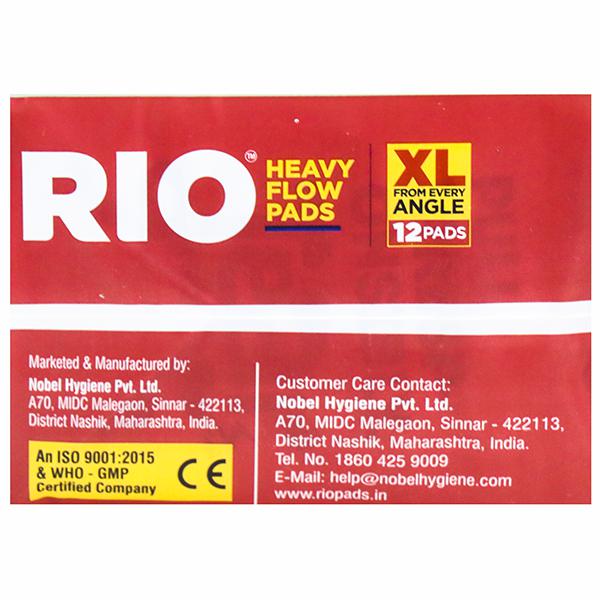 RIO™
HEAVY
FLOW
PADS
XL
FROM EVERY
ANGLE
12 PADS
Marketed & Manufactured by:
Nobel Hygiene Pvt. Ltd.
A70, MIDC Malegaon, Sinnar - 422113,
District Nashik, Maharashtra, India.
An ISO 9001:2015
& WHO - GMP
Certified Company
CE
Customer Care Contact:
Nobel Hygiene Pvt. Ltd.
A70, MIDC Malegaon, Sinnar - 422113,
District Nashik, Maharashtra, India.
Tel. No. 1860 425 9009
E-Mail: help@nobelhygiene.com
www.riopads.in